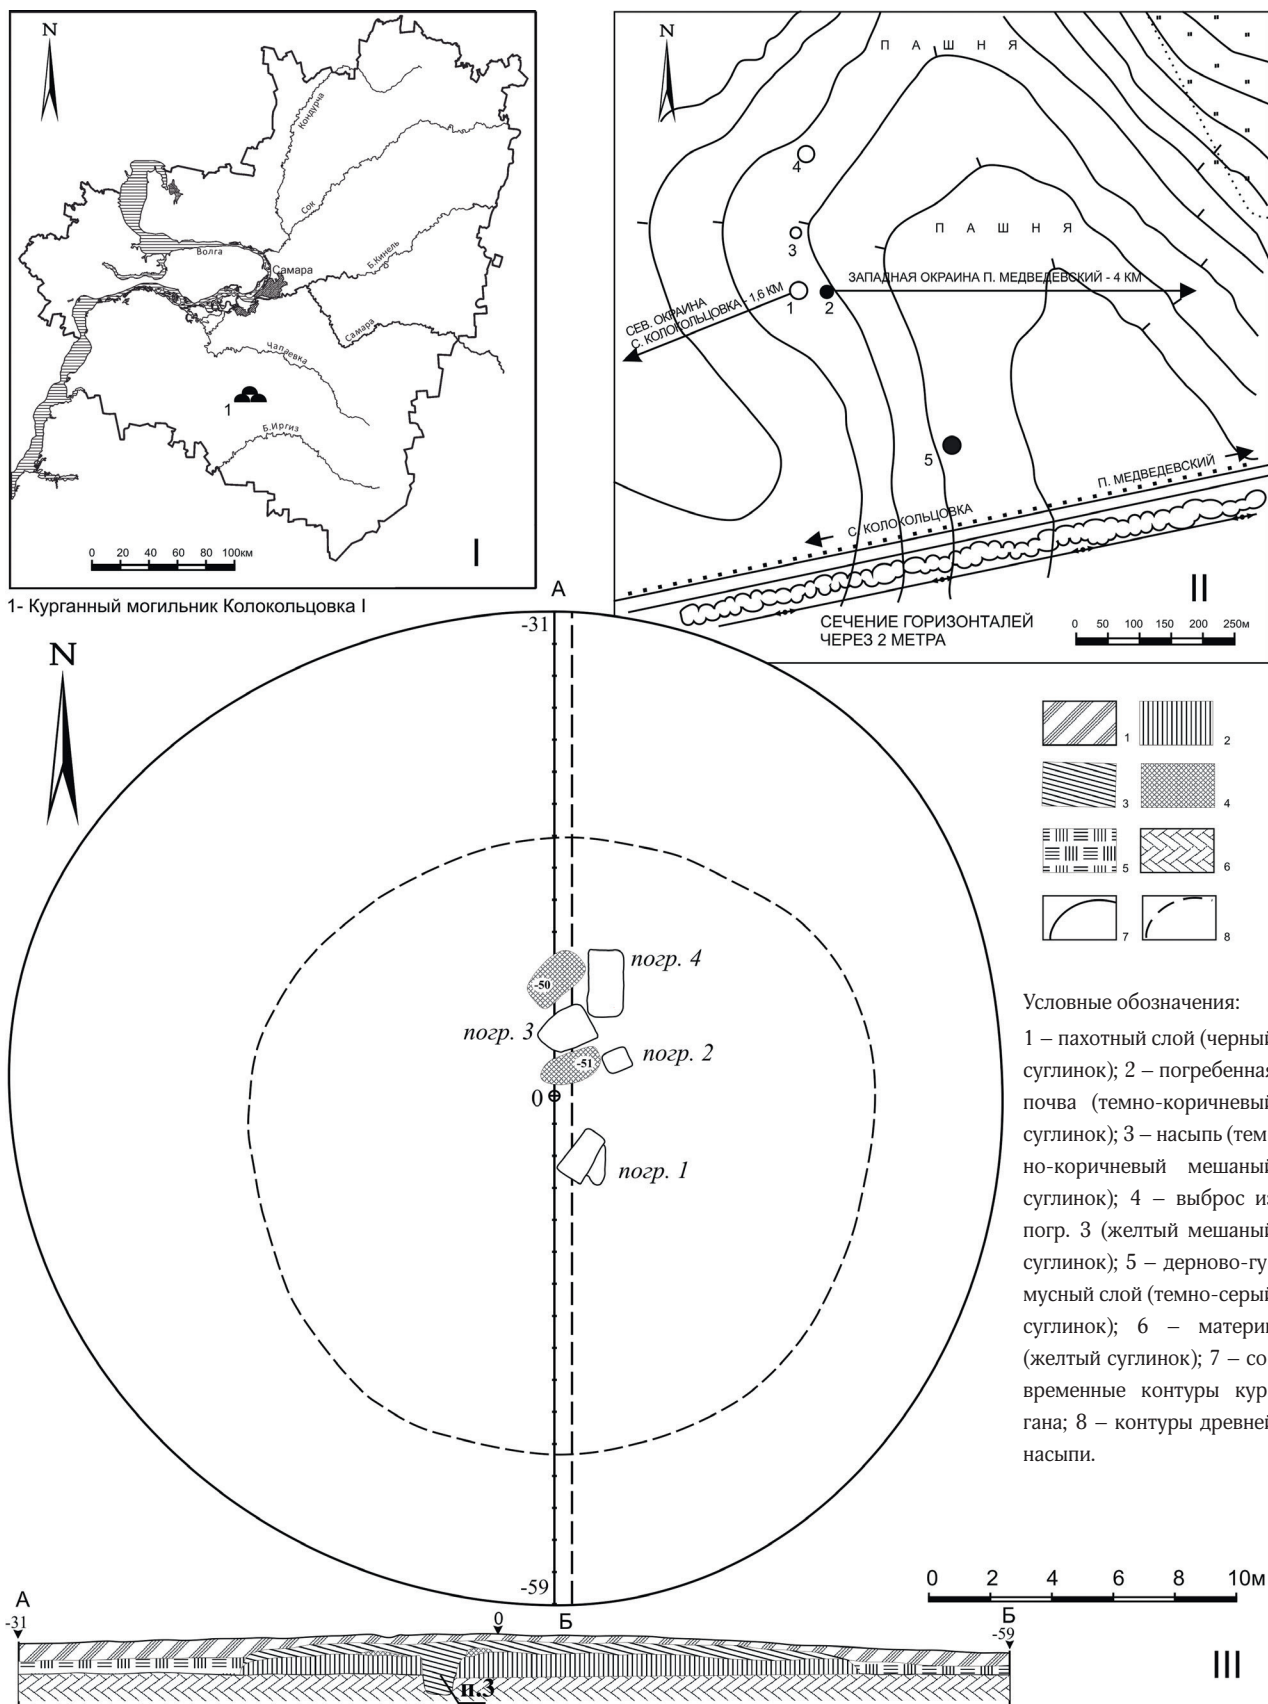 N
Кондурча
Сок
Б.Кинель
Волга
Самара
Самара
Чапаевка
1
Б.Иргиз
0 20 40 60 80 100км
I
1- Курганный могильник Колокольцовка I
N
П А Ш Н Я
4
П А Ш Н Я
3
ЗАПАДНАЯ ОКРАИНА П. МЕДВЕДЕВСКИЙ - 4 КМ
СЕВ. ОКРАИНА
С. КОЛОКОЛЬЦОВКА - 1,6 КМ
1 2
5
П. МЕДВЕДЕВСКИЙ
С. КОЛОКОЛЬЦОВКА
II
СЕЧЕНИЕ ГОРИЗОНТАЛЕЙ
ЧЕРЕЗ 2 МЕТРА
0 50 100 150 200 250м
А
-31
N
погр. 4
-50
погр. 3
погр. 2
-51
0
погр. 1
-59
Б
1 2
3 4
5 6
7 8
Условные обозначения:
1 – пахотный слой (черный
суглинок); 2 – погребенная
почва (темно-коричневый
суглинок); 3 – насыпь (тем
но-коричневый мешаный
суглинок); 4 – выброс из
погр. 3 (желтый мешаный
суглинок); 5 – дерново-гу
мусный слой (темно-серый
суглинок); 6 – матери
(желтый суглинок); 7 – со
временные контуры кур
гана; 8 – контуры древней
насыпи.
0 2 4 6 8 10м
А
-31
0
Б
-59
п.3
III